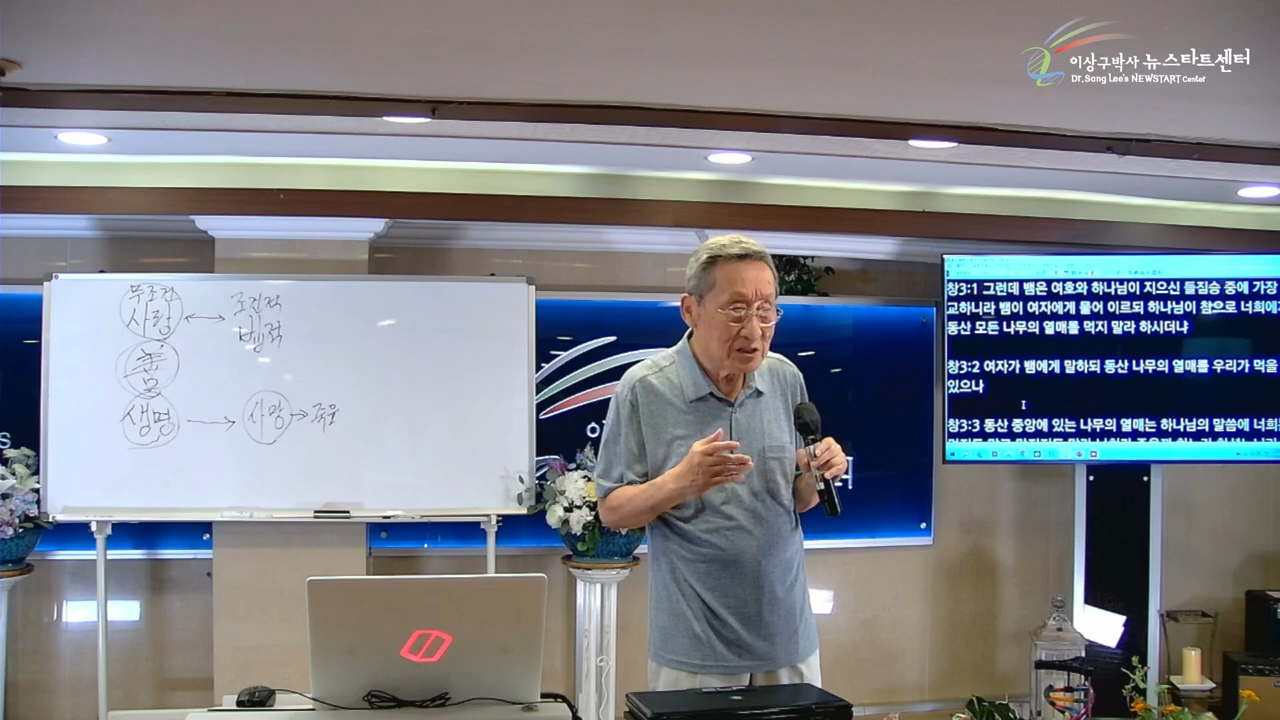 이상구박사 뉴스타트센터
Dr. Sang Lee's NEWSTART Center
무조건 조건적
사랑 ↔ 뱀적
생명 → 사망 → 죽음
창3:1 그런데 뱀은 여호와 하나님이 지으신 들짐승 중에 가장
교하니라 뱀이 여자에게 물어 이르되 하나님이 참으로 너희에게
동산 모든 나무의 열매를 먹지 말라 하시더냐
창3:2 여자가 뱀에게 말하되 동산 나무의 열매를 우리가 먹을
있으나
창3:3 동산 중앙에 있는 나무의 열매는 하나님의 말씀에 너희는